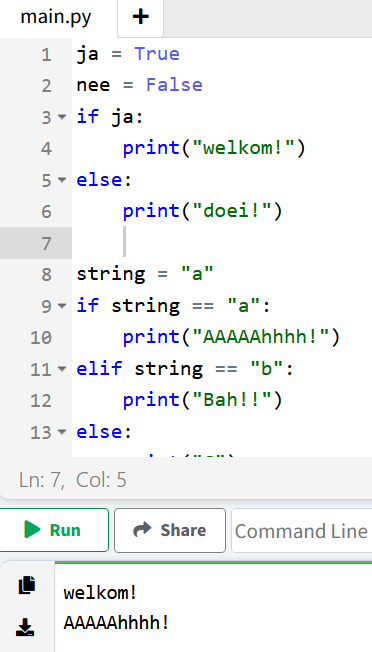 main.py +
1 ja = True
2 nee = False
3 if ja:
4     print("welkom!")
5 else:
6     print("doei!")
7
8 string = "a"
9 if string == "a":
10     print("AAAAAhhhh!")
11 elif string == "b":
12     print("Bah!!")
13 else:
Ln: 7, Col: 5
Run Share Command Line
welkom!
AAAAAhhhh!